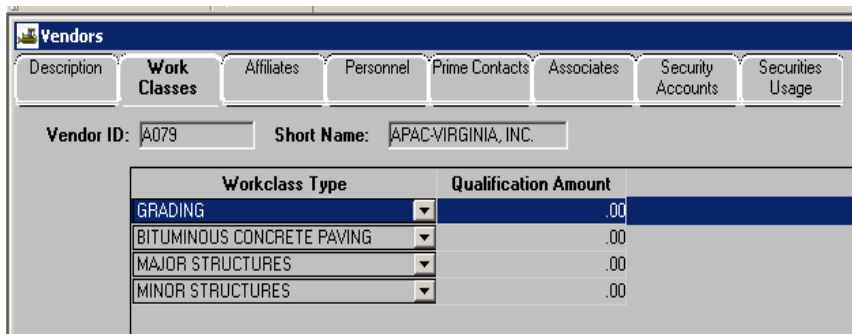 Vendors
Description Work Classes Affiliates Personnel Prime Contacts Associates Security Accounts Securities Usage
Vendor ID: A079 Short Name: APAC-VIRGINIA, INC.
Workclass Type Qualification Amount
GRADING .00
BITUMINOUS CONCRETE PAVING .00
MAJOR STRUCTURES .00
MINOR STRUCTURES .00